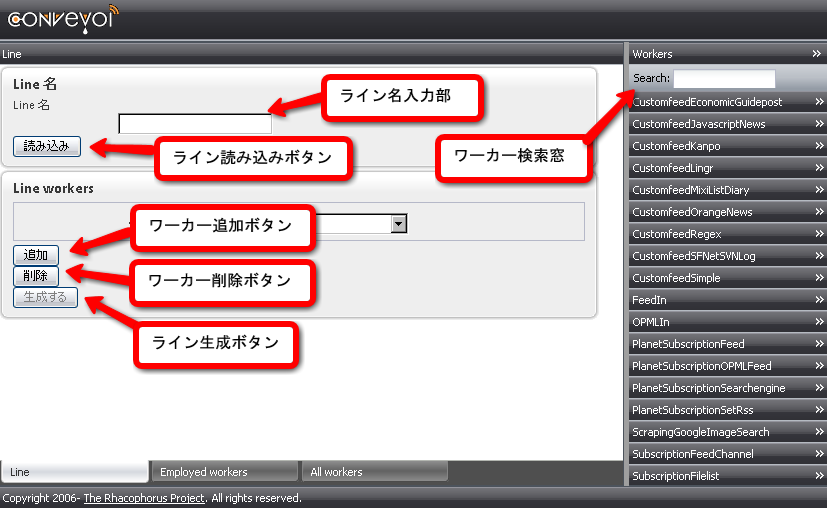 conveyor
Line
Line 名
Line 名
ライン名入力部
読み込み
ライン読み込みボタン
Line workers
ワーカー追加ボタン
追加
削除
ワーカー削除ボタン
生成する
ライン生成ボタン
Workers »
Search:
ワーカー検索窓
CustomfeedEconomicGuidepost »
CustomfeedJavascriptNews »
CustomfeedKanpo »
CustomfeedLingr »
CustomfeedMixiListDiary »
CustomfeedOrangeNews »
CustomfeedRegex »
CustomfeedSFNetSVNLog »
CustomfeedSimple »
FeedIn »
OPMLIn »
PlanetSubscriptionFeed »
PlanetSubscriptionOPMLFeed »
PlanetSubscriptionSearchengine »
PlanetSubscriptionSetRss »
ScrapingGoogleImageSearch »
SubscriptionFeedChannel »
SubscriptionFilelist »
Line Employed workers All workers
Copyright 2006- The Rhacophorus Project. All rights reserved.